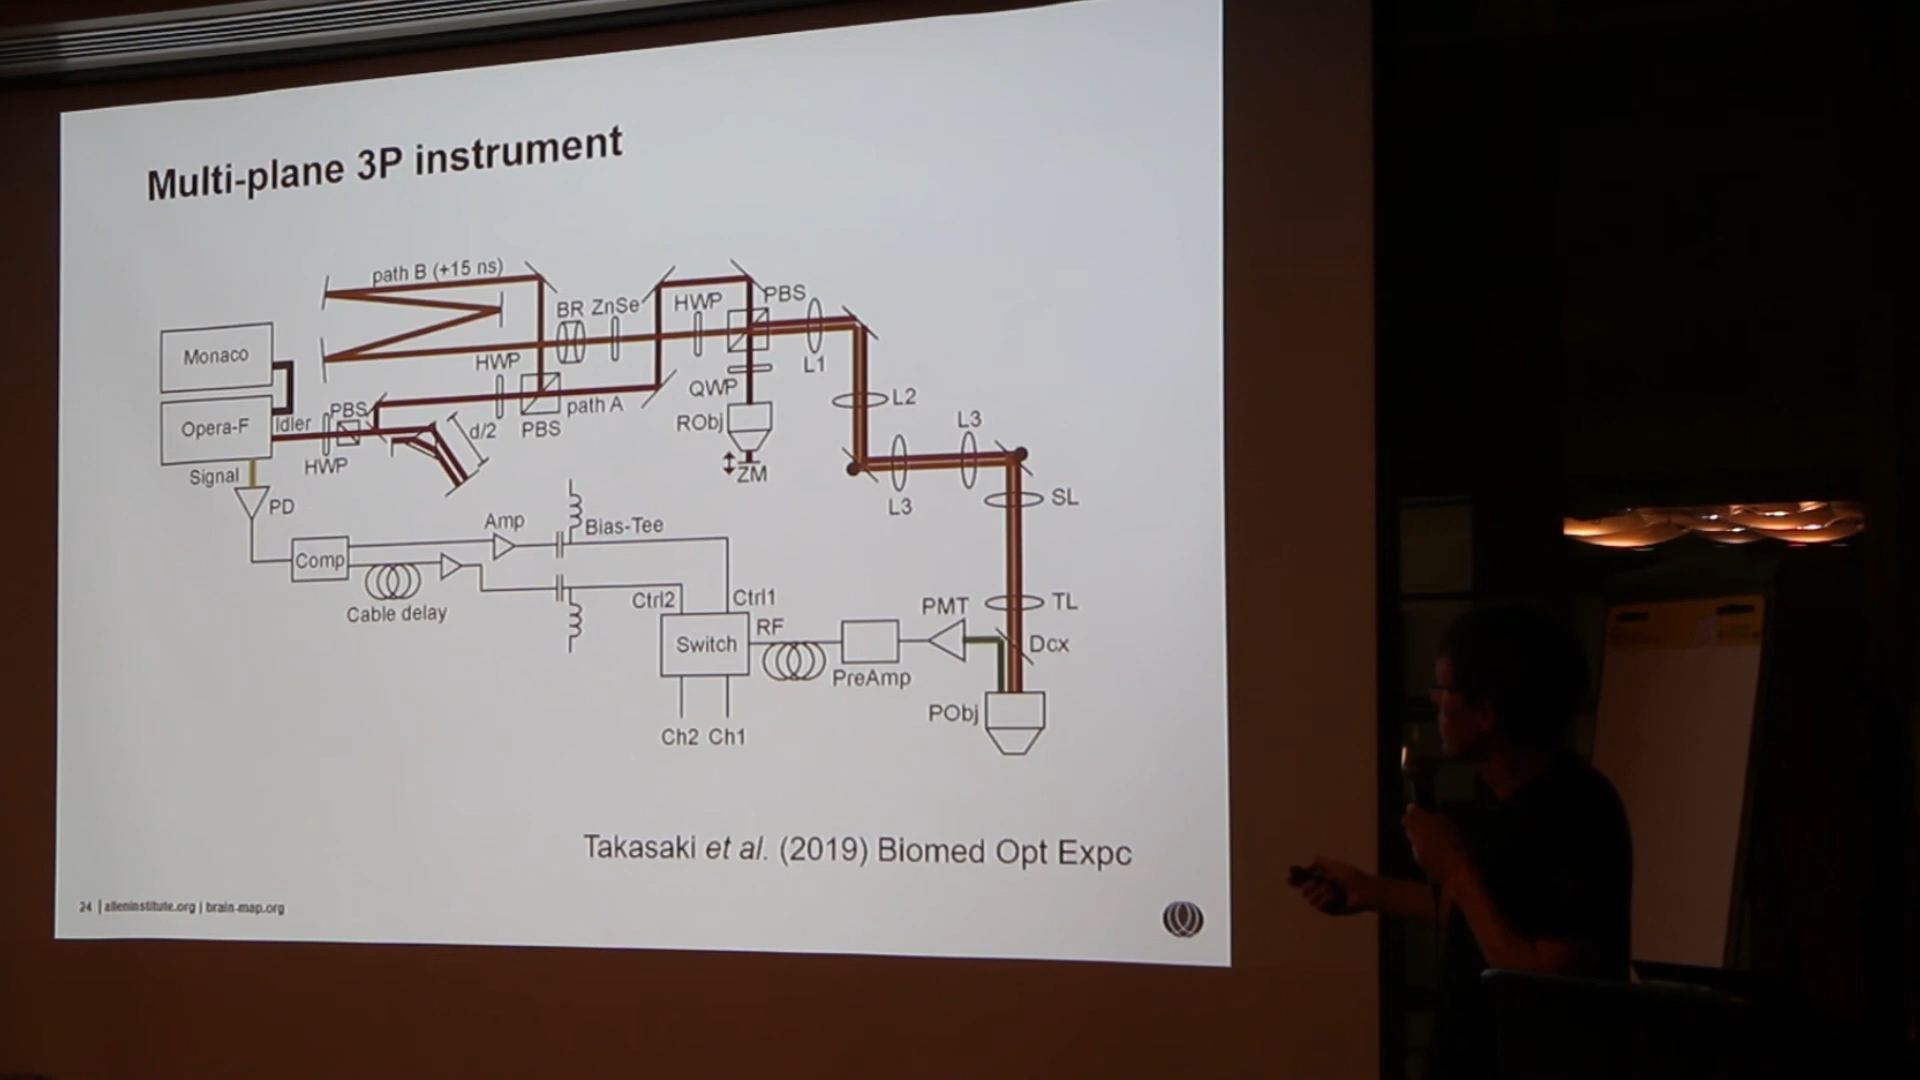 Multi-plane 3P instrument
path B (+15 ns)
BR ZnSe
HWP
PBS
Monaco
HWP
L1
QWP
L2
PBS
path A
Opera-F
Idler
d/2
PBS
RObj
L3
HWP
ZM
Signal
PD
L3
SL
Amp
Bias-Tee
Comp
Cable delay
Ctrl2
Ctrl1
PMT
TL
Switch
RF
Dcx
PreAmp
PObj
Ch2 Ch1
Takasaki et al. (2019) Biomed Opt Expc
24 | alleninstitute.org | brain-map.org